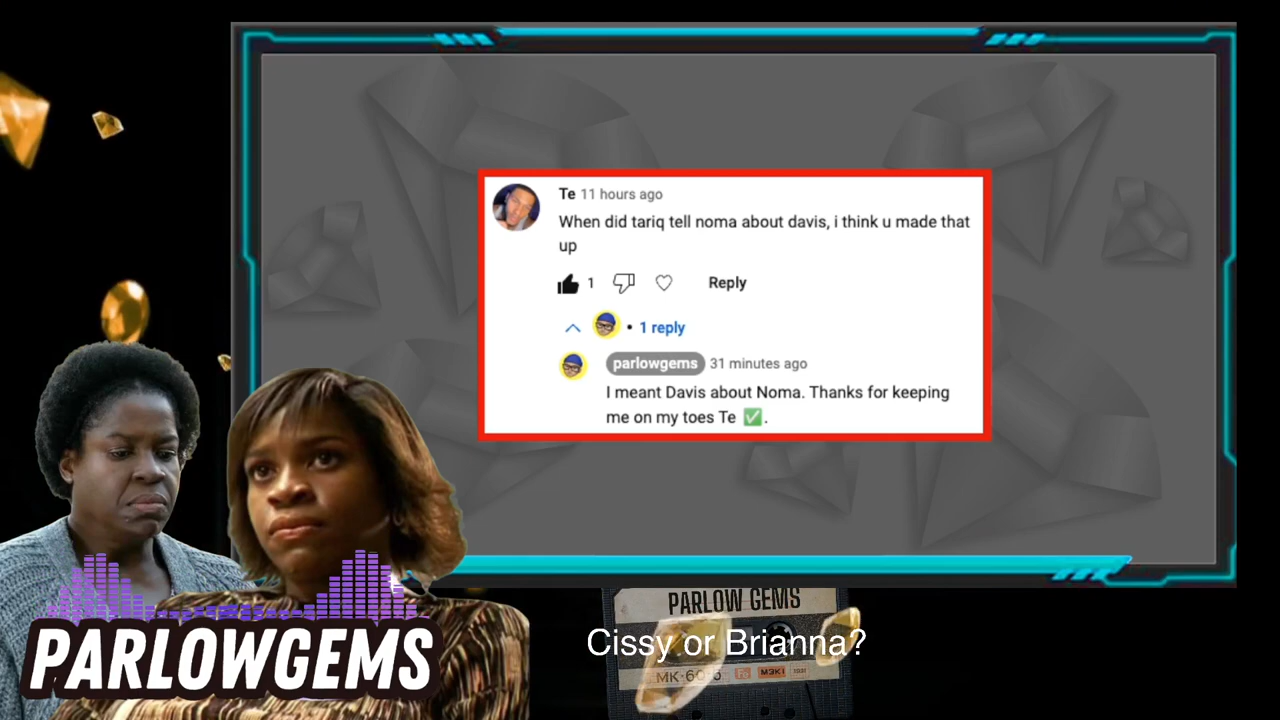 Te 11 hours ago
When did tariq tell noma about davis, i think u made that
up
1
Reply
• 1 reply
parlowgems 31 minutes ago
I meant Davis about Noma. Thanks for keeping
me on my toes Te ✅.
PARLOW GEMS
Cissy or Brianna?
PARLOWGEMS